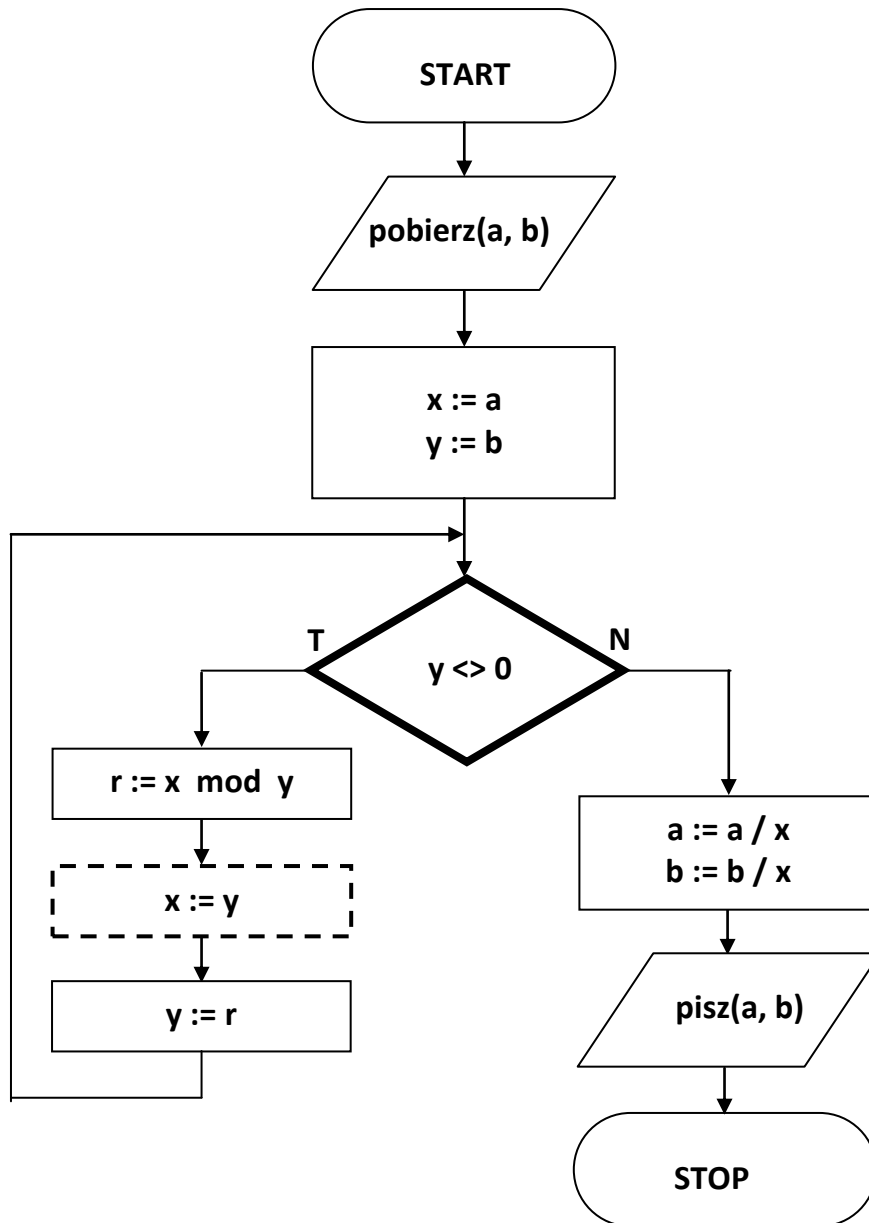 START
pobierz(a, b)
x := a
y := b
T
N
y <> 0
r := x mod y
x := y
y := r
a := a / x
b := b / x
pisz(a, b)
STOP